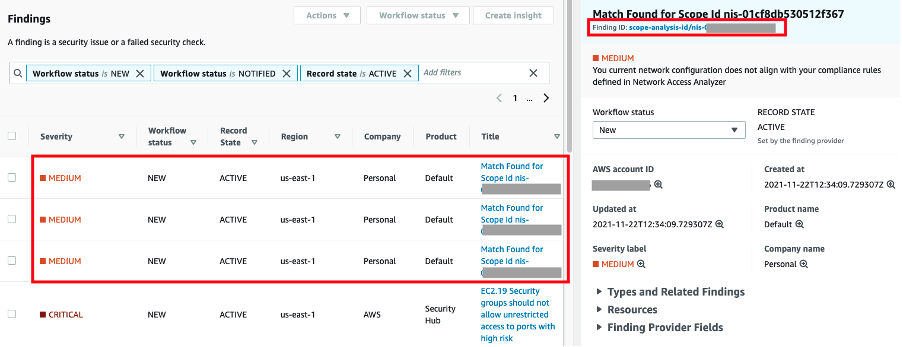 Findings
Actions
Workflow status
Create insight
A finding is a security issue or a failed security check.
Workflow status is NEW
Workflow status is NOTIFIED
Record state is ACTIVE
Add filters
1 ...
Severity
Workflow status
Record State
Region
Company
Product
Title
MEDIUM
NEW
ACTIVE
us-east-1
Personal
Default
Match Found for
Scope Id nis-
MEDIUM
NEW
ACTIVE
us-east-1
Personal
Default
Match Found for
Scope Id nis-
MEDIUM
NEW
ACTIVE
us-east-1
Personal
Default
Match Found for
Scope Id nis-
CRITICAL
NEW
ACTIVE
us-east-1
AWS
Security
Hub
EC2.19 Security
groups should not
allow unrestricted
access to ports with
high risk
Match Found for Scope Id nis-01cf8db530512f367
Finding ID: scope-analysis-id/nis-
MEDIUM
You current network configuration does not align with your compliance rules
defined in Network Access Analyzer
Workflow status
New
RECORD STATE
ACTIVE
Set by the finding provider
AWS account ID
Created at
2021-11-22T12:34:09.729307Z
Updated at
2021-11-22T12:34:09.729307Z
Product name
Default
Severity label
MEDIUM
Company name
Personal
Types and Related Findings
Resources
Finding Provider Fields